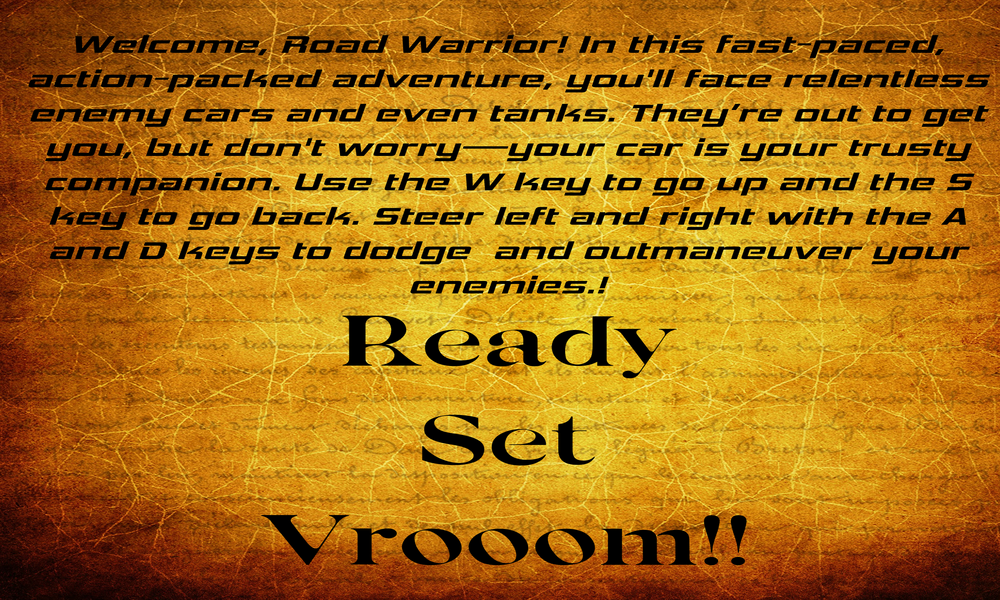 Welcome, Road Warrior! In this fast-paced,
action-packed adventure, you'll face relentless
enemy cars and even tanks. They’re out to get
you, but don't worry—your car is your trusty
companion. Use the W key to go up and the S
key to go back. Steer left and right with the A
and D keys to dodge  and outmaneuver your
enemies.!
Ready
Set
Vrooom!!